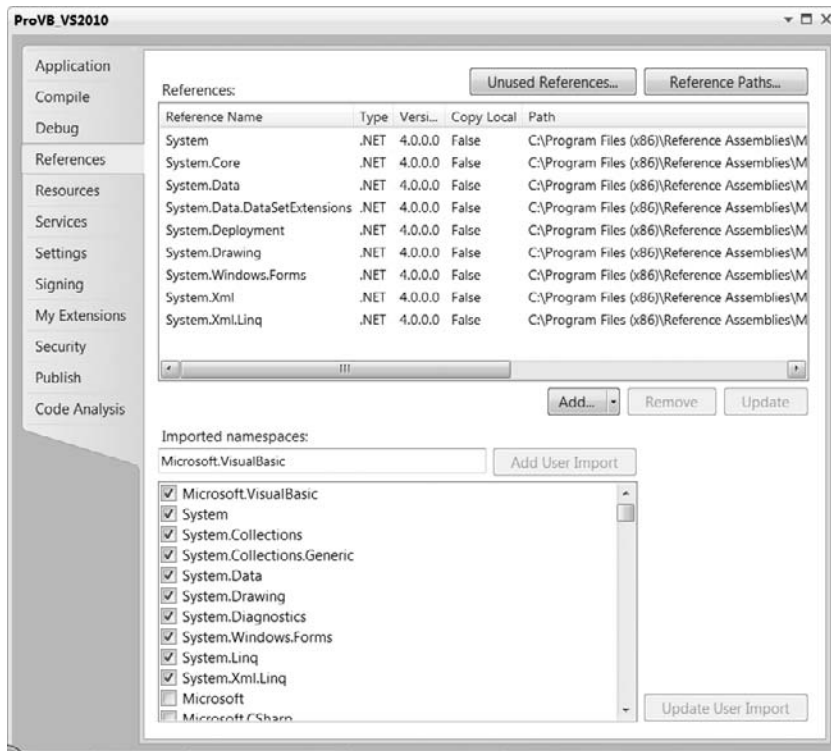 ProVB_VS2010
Application
Compile
Debug
References
Resources
Services
Settings
Signing
My Extensions
Security
Publish
Code Analysis
References:
Unused References...
Reference Paths...
Reference Name Type Versi... Copy Local Path
System .NET 4.0.0.0 False C:\Program Files (x86)\Reference Assemblies\M
System.Core .NET 4.0.0.0 False C:\Program Files (x86)\Reference Assemblies\M
System.Data .NET 4.0.0.0 False C:\Program Files (x86)\Reference Assemblies\M
System.Data.DataSetExtensions .NET 4.0.0.0 False C:\Program Files (x86)\Reference Assemblies\M
System.Deployment .NET 4.0.0.0 False C:\Program Files (x86)\Reference Assemblies\M
System.Drawing .NET 4.0.0.0 False C:\Program Files (x86)\Reference Assemblies\M
System.Windows.Forms .NET 4.0.0.0 False C:\Program Files (x86)\Reference Assemblies\M
System.Xml .NET 4.0.0.0 False C:\Program Files (x86)\Reference Assemblies\M
System.Xml.Linq .NET 4.0.0.0 False C:\Program Files (x86)\Reference Assemblies\M
Add... Remove Update
Imported namespaces:
Microsoft.VisualBasic Add User Import
Microsoft.VisualBasic
System
System.Collections
System.Collections.Generic
System.Data
System.Drawing
System.Diagnostics
System.Windows.Forms
System.Linq
System.Xml.Linq
Microsoft
Microsoft.CSharp
Update User Import